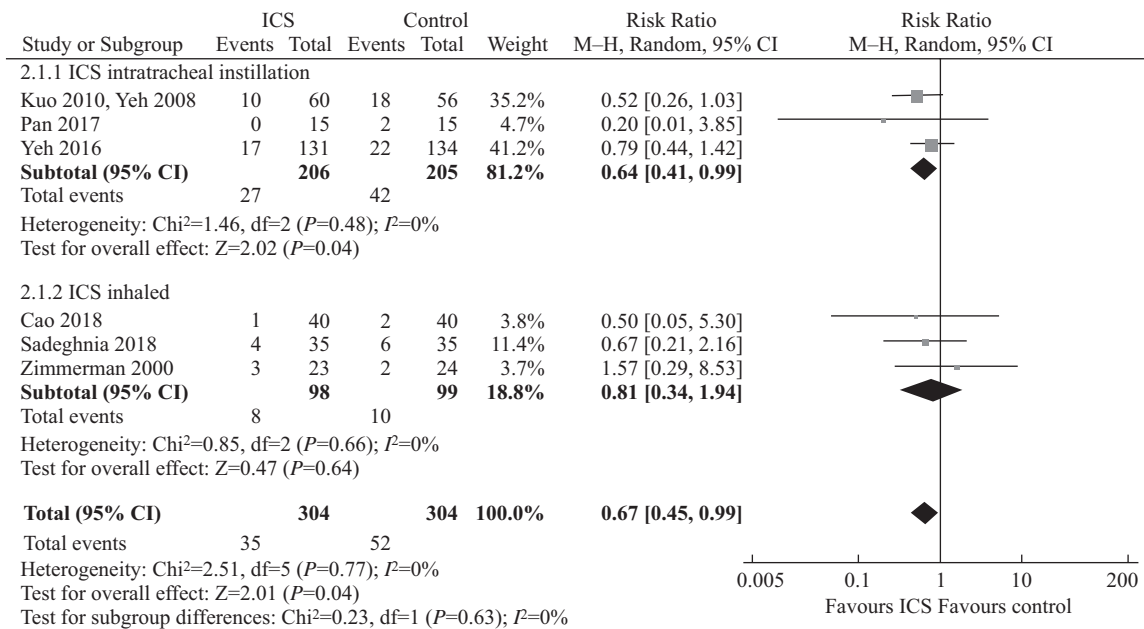 ICS Control Risk Ratio Risk Ratio
Study or Subgroup Events Total Events Total Weight M–H, Random, 95% CI M–H, Random, 95% CI
2.1.1 ICS intratracheal instillation
Kuo 2010, Yeh 2008 10 60 18 56 35.2% 0.52 [0.26, 1.03]
Pan 2017 0 15 2 15 4.7% 0.20 [0.01, 3.85]
Yeh 2016 17 131 22 134 41.2% 0.79 [0.44, 1.42]
Subtotal (95% CI) 206 205 81.2% 0.64 [0.41, 0.99]
Total events 27 42
Heterogeneity: Chi²=1.46, df=2 (P=0.48); I²=0%
Test for overall effect: Z=2.02 (P=0.04)
2.1.2 ICS inhaled
Cao 2018 1 40 2 40 3.8% 0.50 [0.05, 5.30]
Sadeghnia 2018 4 35 6 35 11.4% 0.67 [0.21, 2.16]
Zimmerman 2000 3 23 2 24 3.7% 1.57 [0.29, 8.53]
Subtotal (95% CI) 98 99 18.8% 0.81 [0.34, 1.94]
Total events 8 10
Heterogeneity: Chi²=0.85, df=2 (P=0.66); I²=0%
Test for overall effect: Z=0.47 (P=0.64)
Total (95% CI) 304 304 100.0% 0.67 [0.45, 0.99]
Total events 35 52
Heterogeneity: Chi²=2.51, df=5 (P=0.77); I²=0%
Test for overall effect: Z=2.01 (P=0.04)
Test for subgroup differences: Chi²=0.23, df=1 (P=0.63); I²=0%
0.005 0.1 1 10 200
Favours ICS Favours control